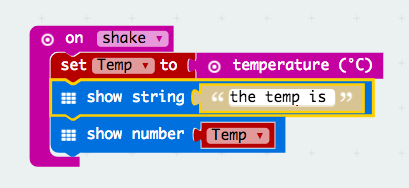 on shake
set Temp to temperature (°C)
show string “ the temp is ”
show number Temp